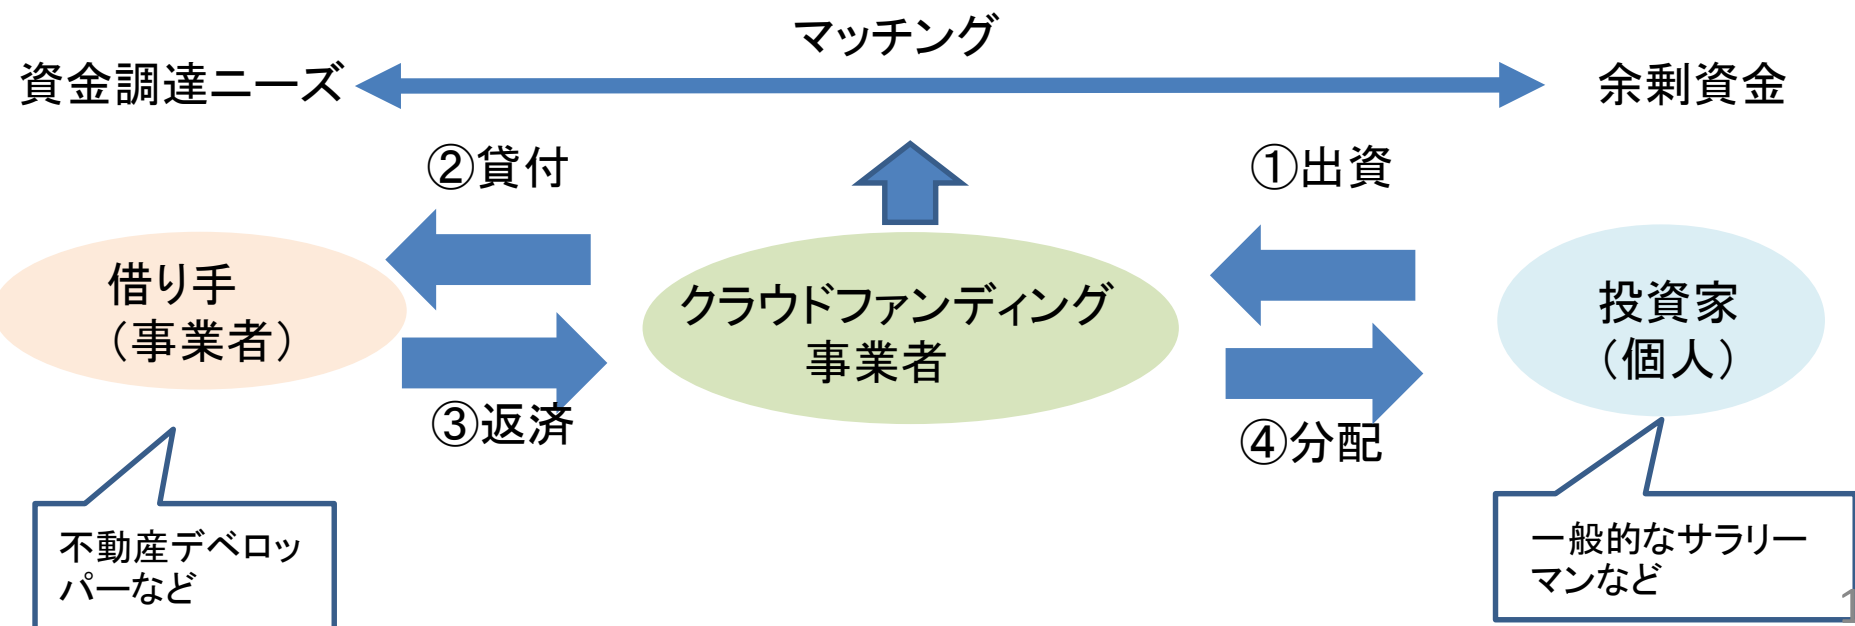 マッチング
資金調達ニーズ
余剰資金
②貸付
①出資
借り手
（事業者）
クラウドファンディング
事業者
投資家
（個人）
③返済
④分配
不動産デベロッ
パーなど
一般的なサラリー
マンなど
1